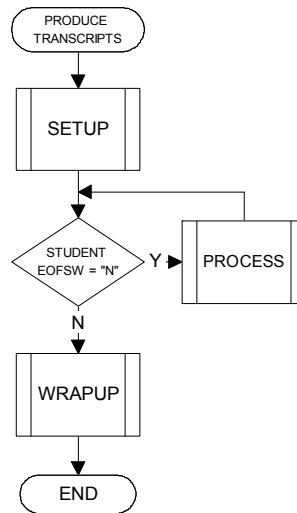 PRODUCE
TRANSCRIPTS
SETUP
STUDENT
EOFSW = "N"
Y
PROCESS
N
WRAPUP
END